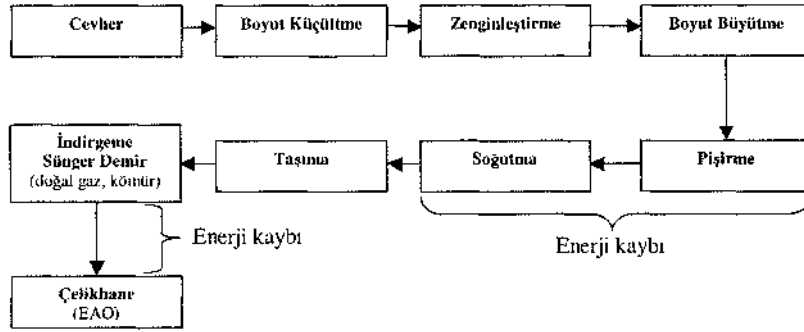 Cevher
Boyut Küçültme
Zenginleştirme
Boyut Büyütme
İndirgeme
Sünger Demir
(doğal gaz, kömür)
Taşıma
Soğutma
Pişirme
Enerji kaybı
Enerji kaybı
Çelikhane
(EAO)